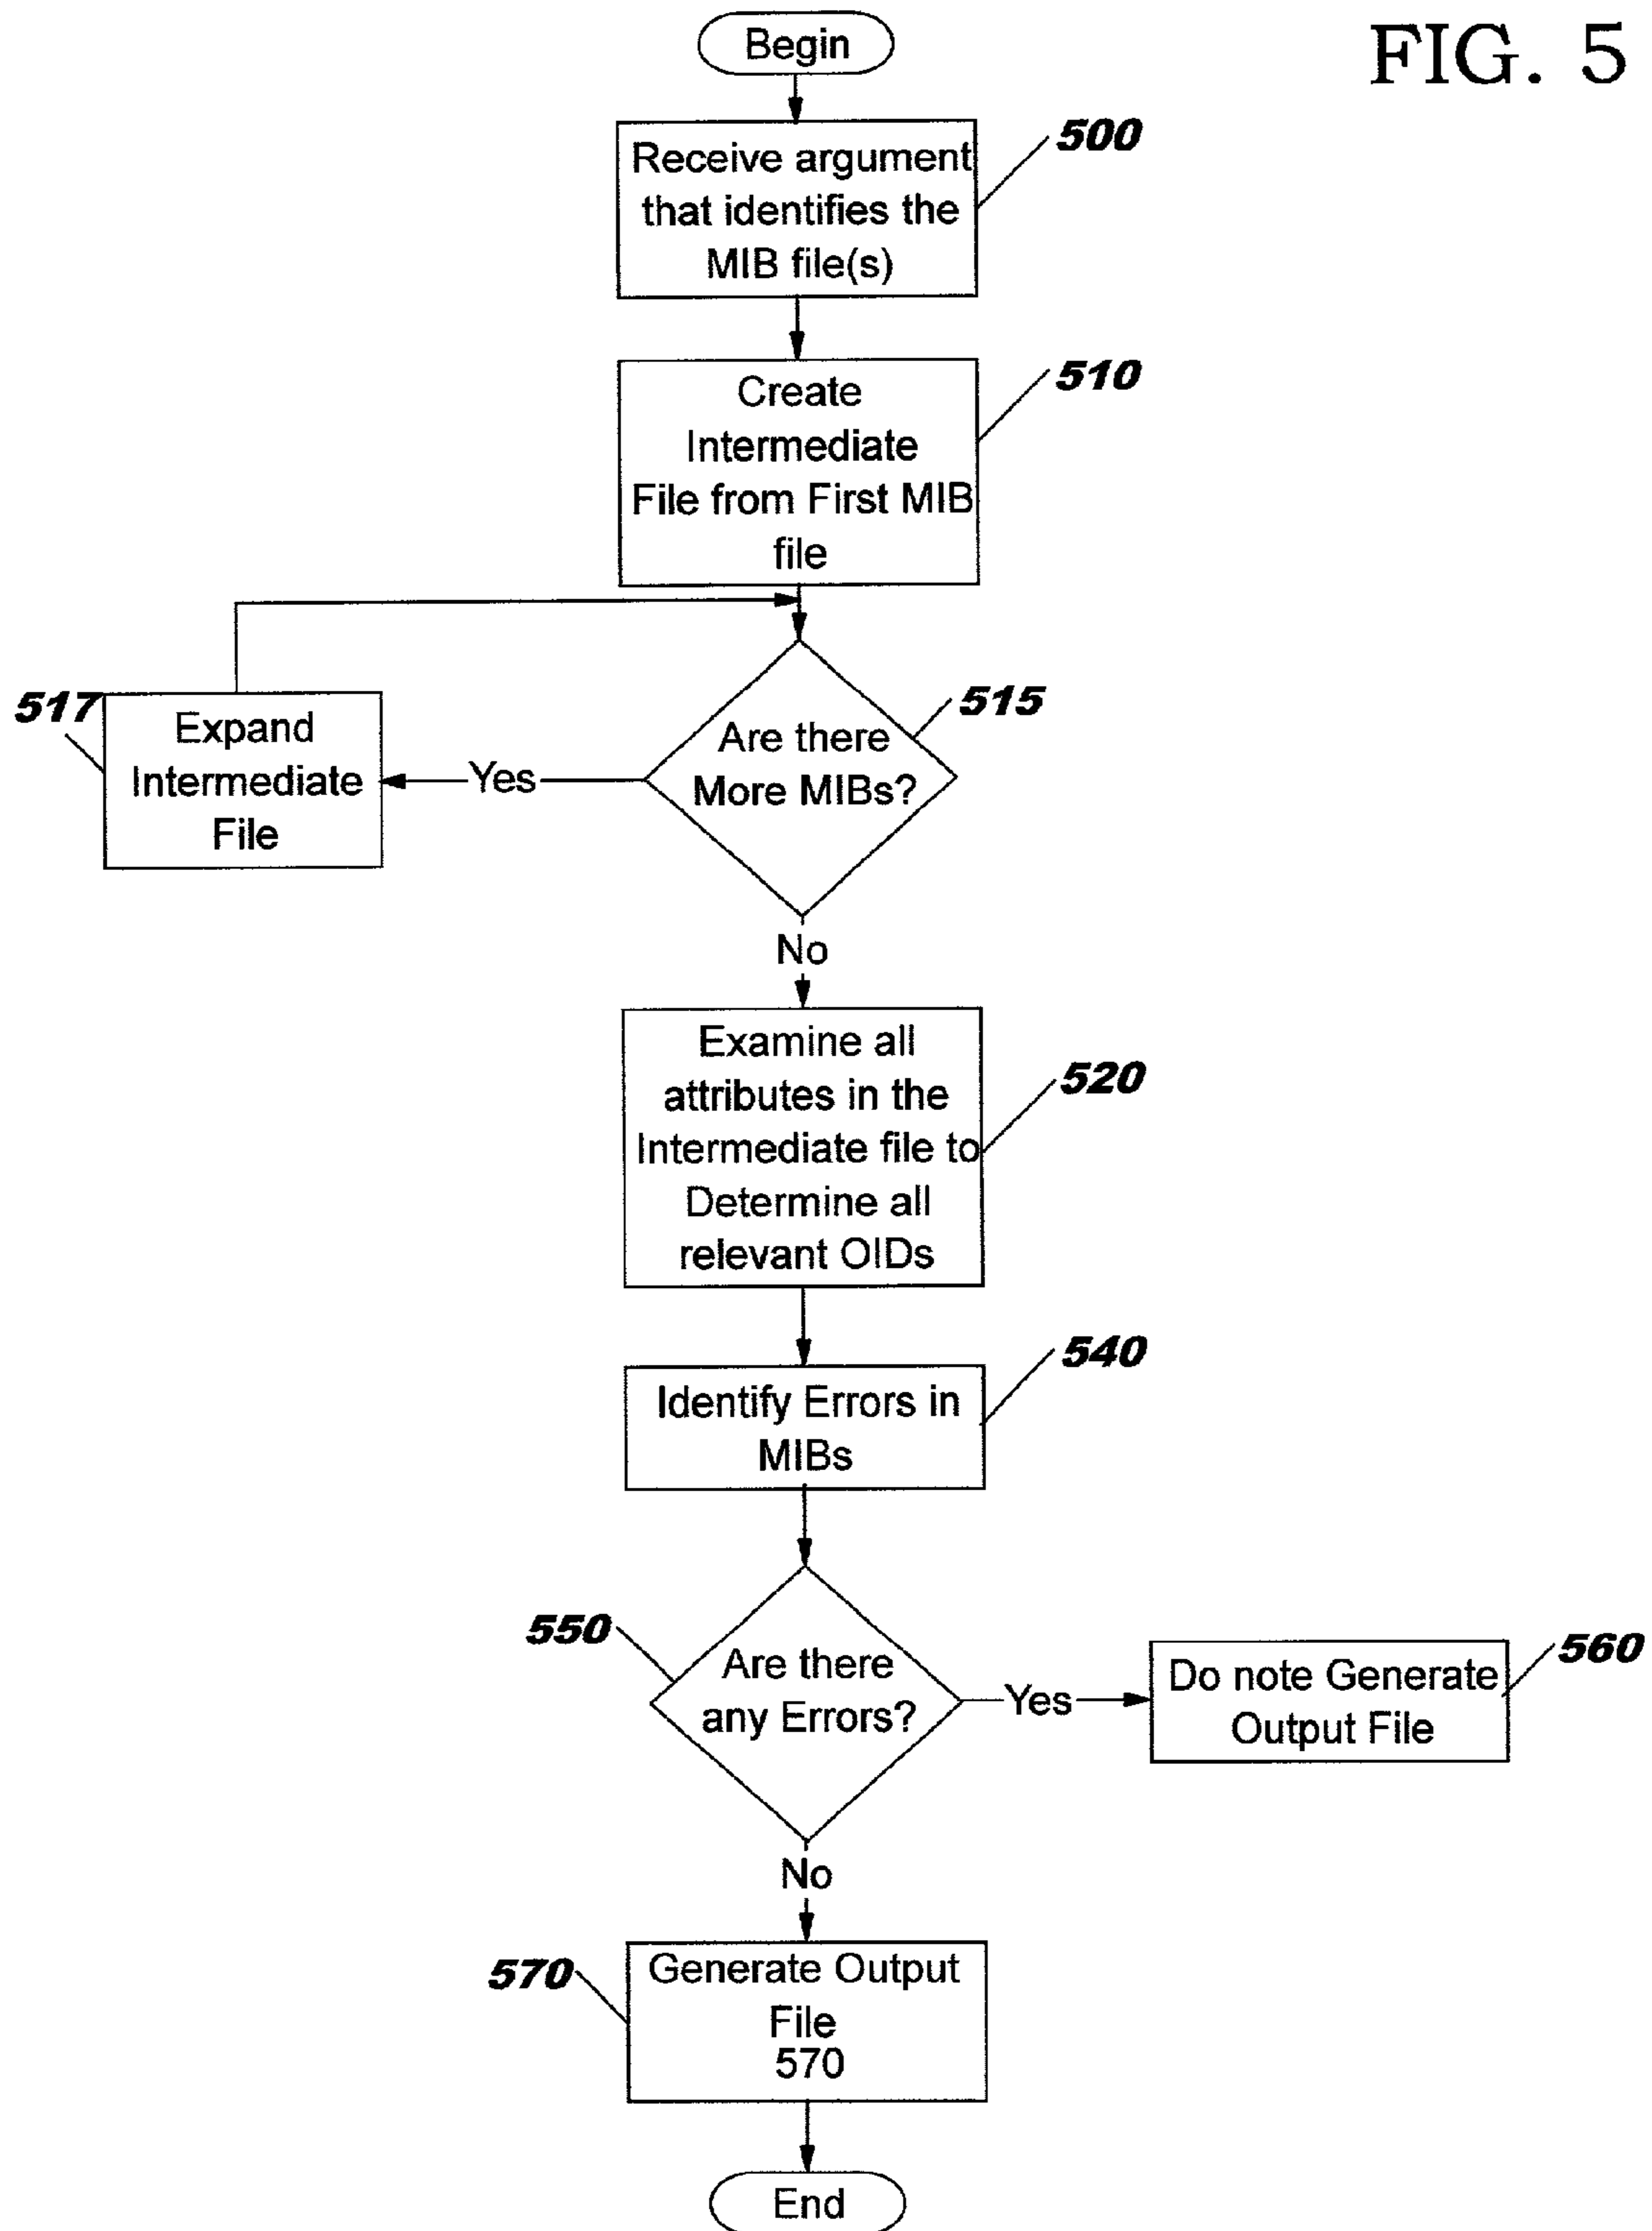 FIG. 5
Begin
500
Receive argument
that identifies the
MIB file(s)
510
Create
Intermediate
File from First MIB
file
517
Expand
Intermediate
File
Yes
515
Are there
More MIBs?
No
520
Examine all
attributes in the
Intermediate file to
Determine all
relevant OIDs
540
Identify Errors in
MIBs
550
Are there
any Errors?
Yes
560
Do note Generate
Output File
No
570
Generate Output
File
570
End